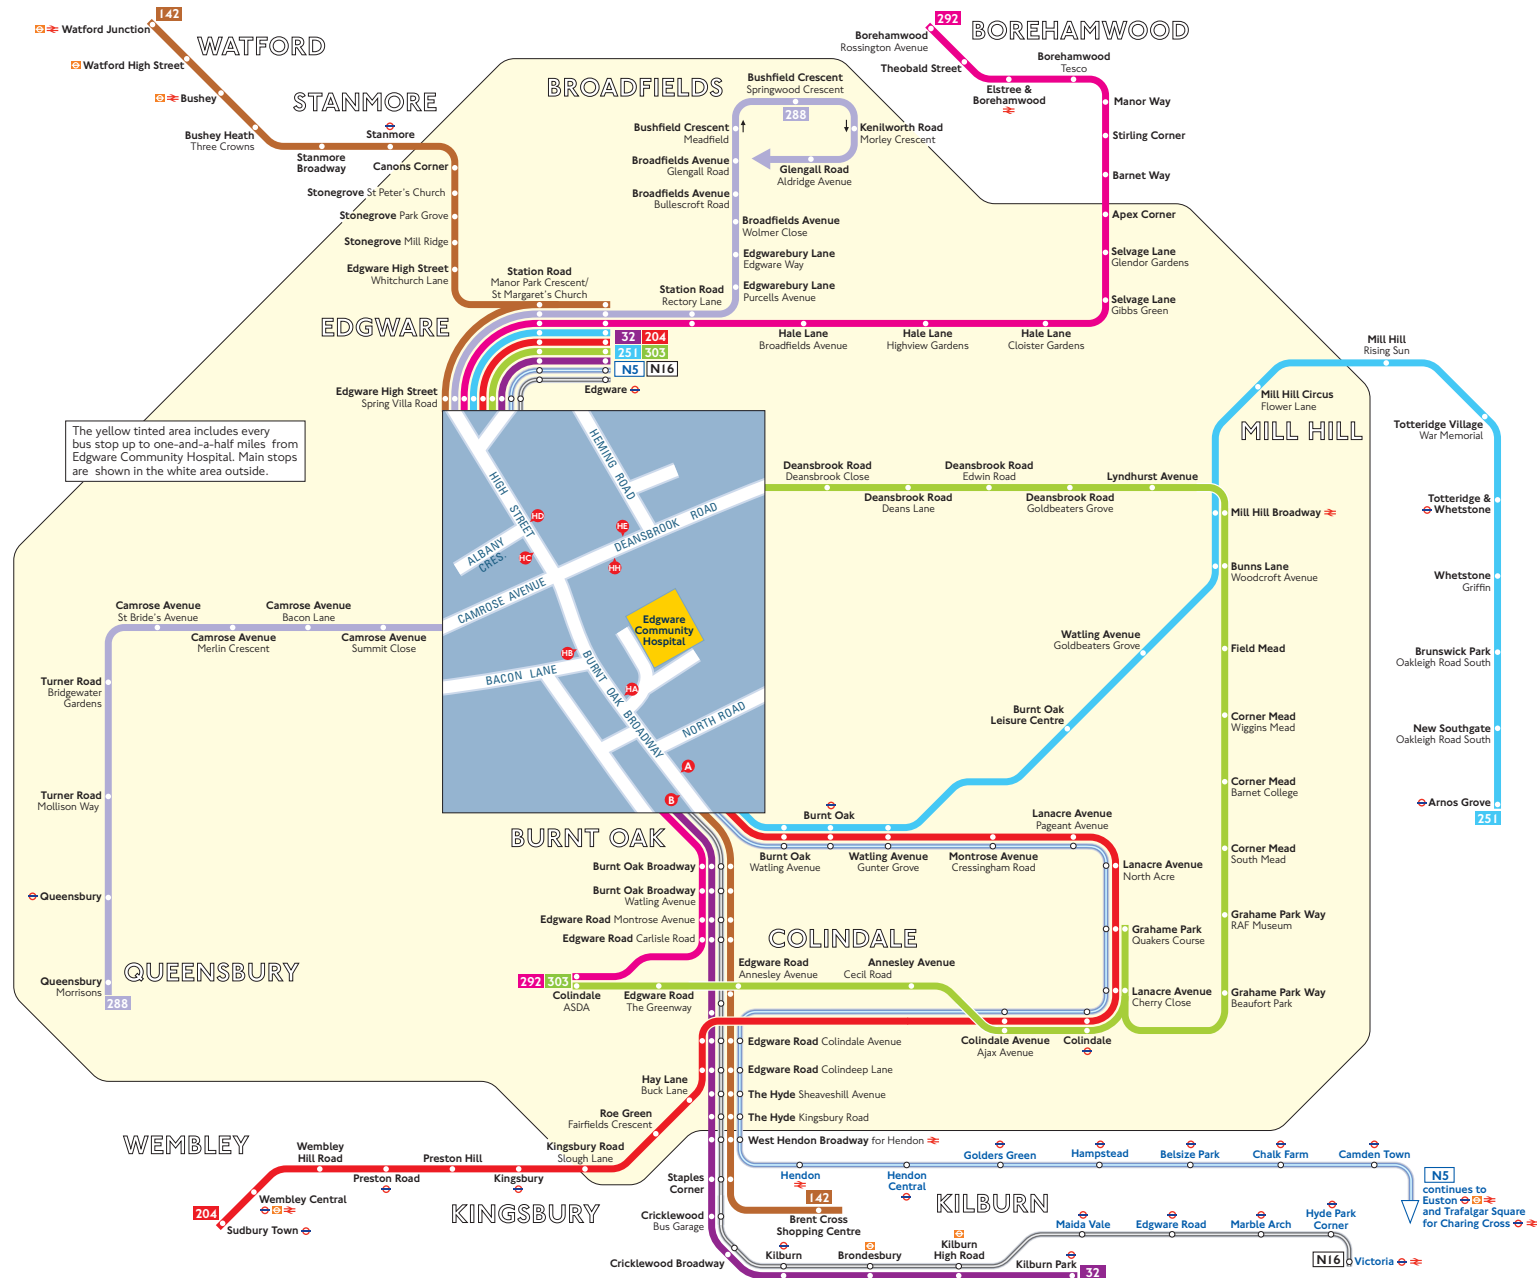 142
Watford Junction
WATFORD
Watford High Street
Bushey
Bushey Heath
Three Crowns
STANMORE
Stanmore
Stanmore
Broadway
Canons Corner
Stonegrove St Peter's Church
Stonegrove Park Grove
Stonegrove Mill Ridge
Edgware High Street
Whitchurch Lane
EDGWARE
Station Road
Manor Park Crescent/
St Margaret's Church
Edgware High Street
Spring Villa Road
BROADFIELDS
Bushfield Crescent
Springwood Crescent
288
Bushfield Crescent
Meadfield
Kenilworth Road
Morley Crescent
Broadfields Avenue
Glengall Road
Glengall Road
Aldridge Avenue
Broadfields Avenue
Bullescroft Road
Broadfields Avenue
Wolmer Close
Edgwarebury Lane
Edgware Way
Edgwarebury Lane
Purcells Avenue
Station Road
Rectory Lane
292
BOREHAMWOOD
Borehamwood
Rossington Avenue
Theobald Street
Elstree &
Borehamwood
Borehamwood
Tesco
Manor Way
Stirling Corner
Barnet Way
Apex Corner
Selvage Lane
Glendor Gardens
Selvage Lane
Gibbs Green
Hale Lane
Broadfields Avenue
Hale Lane
Highview Gardens
Hale Lane
Cloister Gardens
32 204
251 303
N5 N16
Edgware
The yellow tinted area includes every
bus stop up to one-and-a-half miles from
Edgware Community Hospital. Main stops
are shown in the white area outside.
HIGH STREET
HEMING ROAD
DEANSBROOK ROAD
ALBANY
CRES.
CAMROSE AVENUE
BACON LANE
BURNT OAK BROADWAY
NORTH ROAD
HD
HE
HC
HH
HB
HA
A
B
Edgware
Community
Hospital
Mill Hill
Rising Sun
Mill Hill Circus
Flower Lane
MILL HILL
Totteridge Village
War Memorial
Totteridge &
Whetstone
Whetstone
Griffin
Brunswick Park
Oakleigh Road South
New Southgate
Oakleigh Road South
Arnos Grove
251
Deansbrook Road
Deansbrook Close
Deansbrook Road
Deans Lane
Deansbrook Road
Edwin Road
Deansbrook Road
Goldbeaters Grove
Lyndhurst Avenue
Mill Hill Broadway
Bunns Lane
Woodcroft Avenue
Watling Avenue
Goldbeaters Grove
Field Mead
Burnt Oak
Leisure Centre
Corner Mead
Wiggins Mead
Corner Mead
Barnet College
Corner Mead
South Mead
Grahame Park Way
RAF Museum
Grahame Park Way
Beaufort Park
Camrose Avenue
St Bride's Avenue
Camrose Avenue
Merlin Crescent
Camrose Avenue
Bacon Lane
Camrose Avenue
Summit Close
Turner Road
Bridgewater
Gardens
Turner Road
Mollison Way
Queensbury
QUEENSBURY
Queensbury
Morrisons
288
BURNT OAK
Burnt Oak
Burnt Oak
Watling Avenue
Watling Avenue
Gunter Grove
Montrose Avenue
Cressingham Road
Lanacre Avenue
Pageant Avenue
Lanacre Avenue
North Acre
Grahame Park
Quakers Course
Lanacre Avenue
Cherry Close
Burnt Oak Broadway
Burnt Oak Broadway
Watling Avenue
Edgware Road Montrose Avenue
Edgware Road Carlisle Road
COLINDALE
292 303
Colindale
ASDA
Edgware Road
The Greenway
Edgware Road
Annesley Avenue
Annesley Avenue
Cecil Road
Colindale Avenue
Ajax Avenue
Colindale
Edgware Road Colindale Avenue
Edgware Road Colindeep Lane
The Hyde Sheaveshill Avenue
The Hyde Kingsbury Road
West Hendon Broadway for Hendon
Hay Lane
Buck Lane
Roe Green
Fairfields Crescent
Kingsbury Road
Slough Lane
WEMBLEY
Wembley
Hill Road
Preston Road
Preston Hill
Kingsbury
KINGSBURY
Wembley Central
204
Sudbury Town
Staples
Corner
Cricklewood
Bus Garage
Cricklewood Broadway
142
Brent Cross
Shopping Centre
Hendon
Hendon
Central
Golders Green
Hampstead
Belsize Park
Chalk Farm
Camden Town
N5
continues to
Euston
and Trafalgar Square
for Charing Cross
KILBURN
Kilburn
Brondesbury
Kilburn
High Road
Kilburn Park
32
Maida Vale
Edgware Road
Marble Arch
Hyde Park
Corner
N16
Victoria